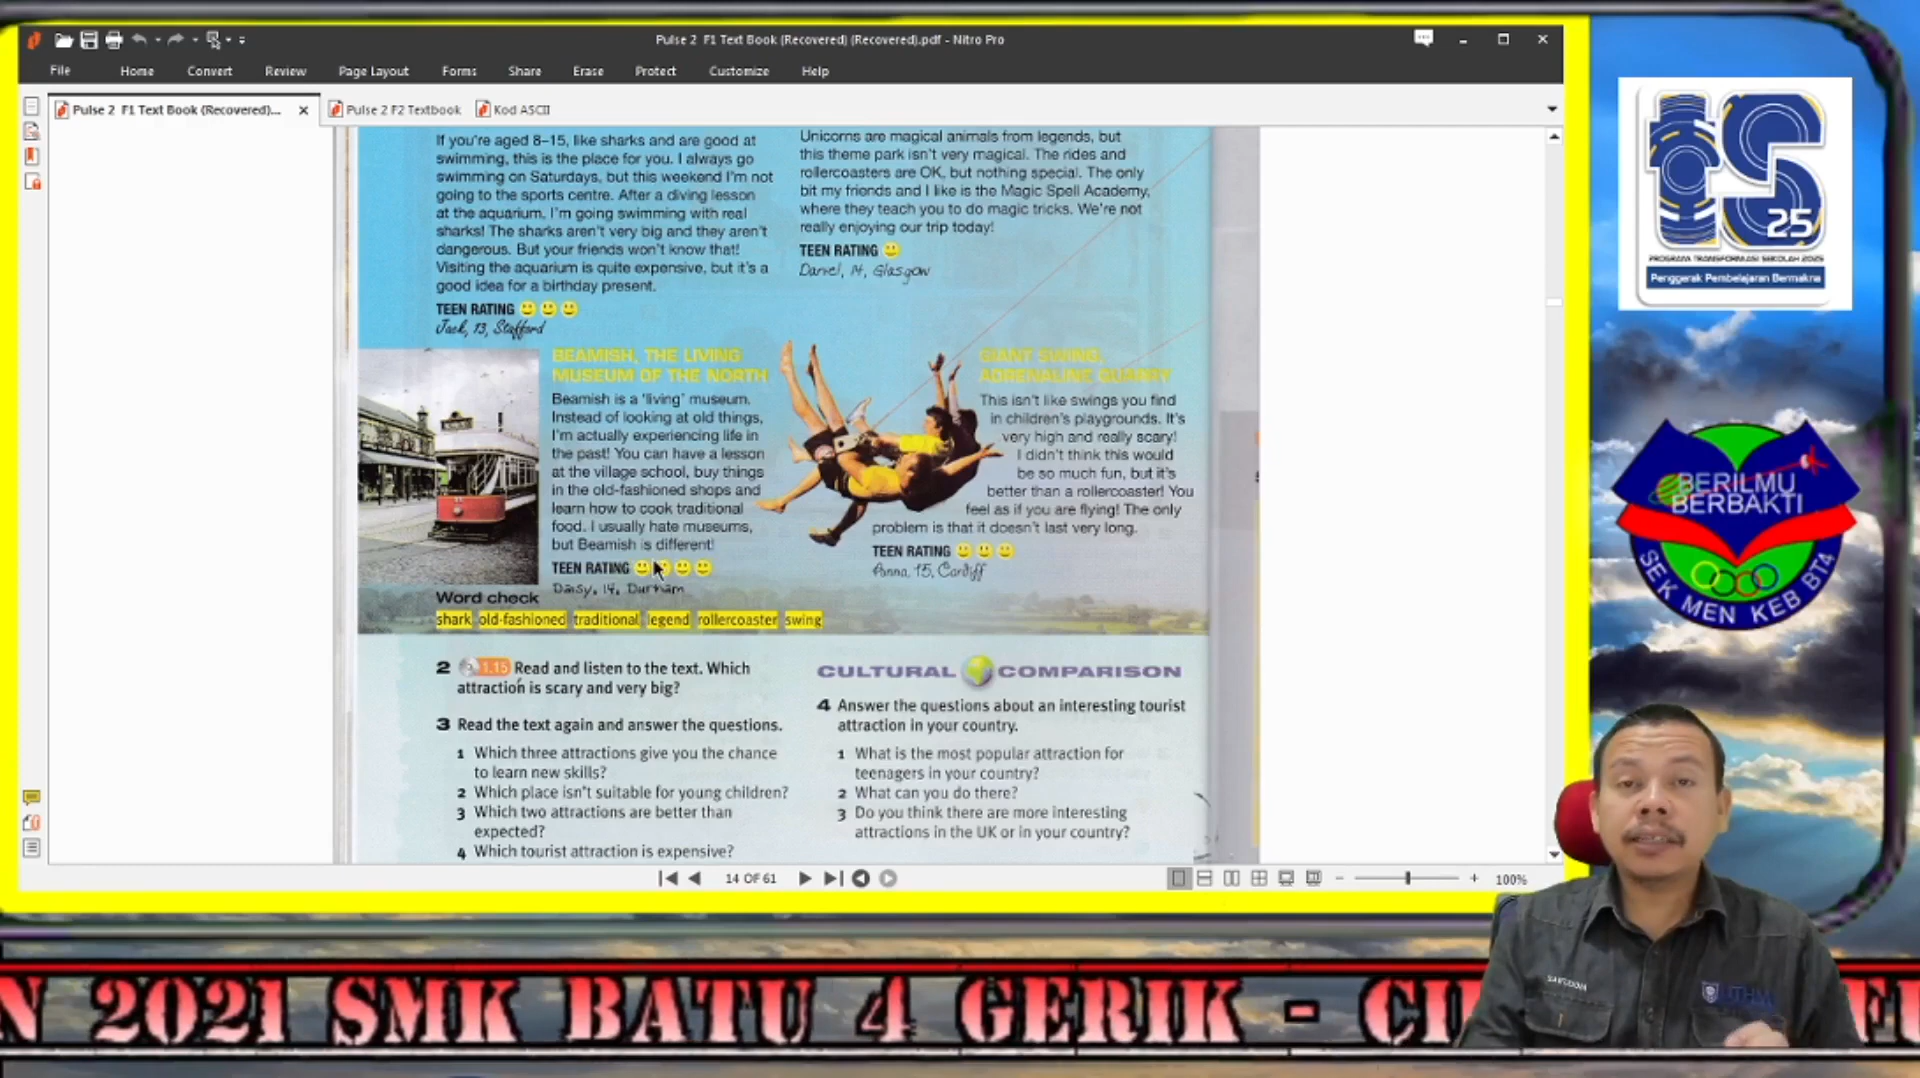 Pulse 2 F1 Text Book (Recovered) (Recovered).pdf - Nitro Pro
File Home Convert Review Page Layout Forms Share Erase Protect Customize Help
Pulse 2 F1 Text Book (Recovered)...
Pulse 2 F2 Textbook
Kod ASCII
If you're aged 8–15, like sharks and are good at
swimming, this is the place for you. I always go
swimming on Saturdays, but this weekend I'm not
going to the sports centre. After a diving lesson
at the aquarium, I'm going swimming with real
sharks! The sharks aren't very big and they aren't
dangerous. But your friends won't know that!
Visiting the aquarium is quite expensive, but it's a
good idea for a birthday present.
TEEN RATING
Jack, 13, Stafford
Unicorns are magical animals from legends, but
this theme park isn't very magical. The rides and
rollercoasters are OK, but nothing special. The only
bit my friends and I like is the Magic Spell Academy,
where they teach you to do magic tricks. We're not
really enjoying our trip today!
TEEN RATING
Daniel, 14, Glasgow
BEAMISH, THE LIVING
MUSEUM OF THE NORTH
Beamish is a 'living' museum.
Instead of looking at old things,
I'm actually experiencing life in
the past! You can have a lesson
at the village school, buy things
in the old-fashioned shops and
learn how to cook traditional
food. I usually hate museums,
but Beamish is different!
TEEN RATING
Daisy, 14, Durham
GIANT SWING,
ADRENALINE QUARRY
This isn't like swings you find
in children's playgrounds. It's
very high and really scary!
I didn't think this would
be so much fun, but it's
better than a rollercoaster! You
feel as if you are flying! The only
problem is that it doesn't last very long.
TEEN RATING
Anna, 15, Cardiff
Word check
shark old-fashioned traditional legend rollercoaster swing
2 1.15 Read and listen to the text. Which
attraction is scary and very big?
3 Read the text again and answer the questions.
1 Which three attractions give you the chance
to learn new skills?
2 Which place isn't suitable for young children?
3 Which two attractions are better than
expected?
4 Which tourist attraction is expensive?
CULTURAL COMPARISON
4 Answer the questions about an interesting tourist
attraction in your country.
1 What is the most popular attraction for
teenagers in your country?
2 What can you do there?
3 Do you think there are more interesting
attractions in the UK or in your country?
14 OF 61
100%
tS
25
PROGRAM TRANSFORMASI SEKOLAH 2025
Penggerak Pembelajaran Bermakna
BERILMU
BERBAKTI
SEK MEN KEB BT4
UTHM
N 2021 SMK BATU 4 GERIK - CI